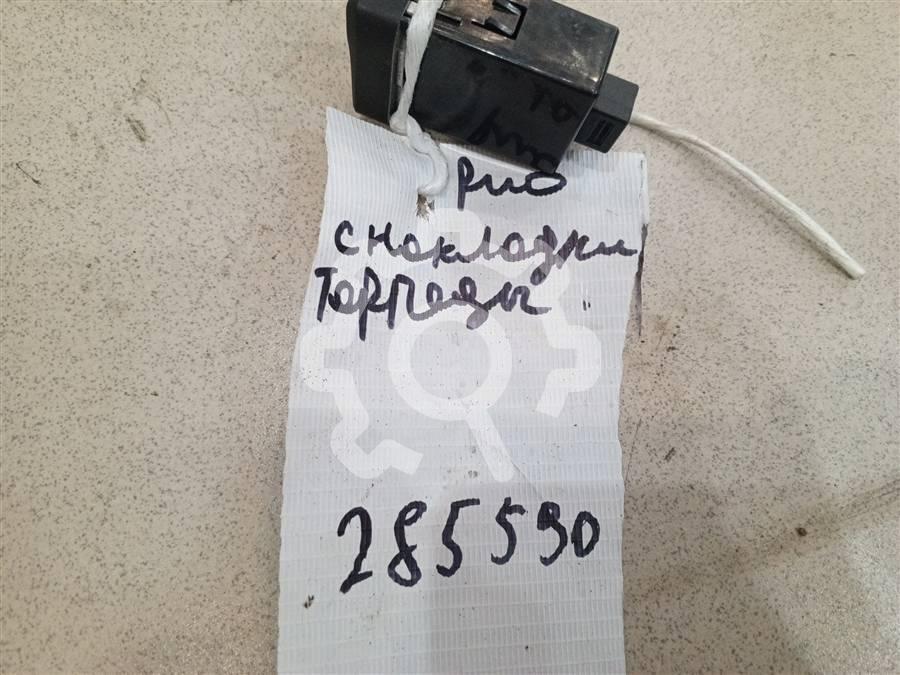 рио
с накладки
торпеды
285590